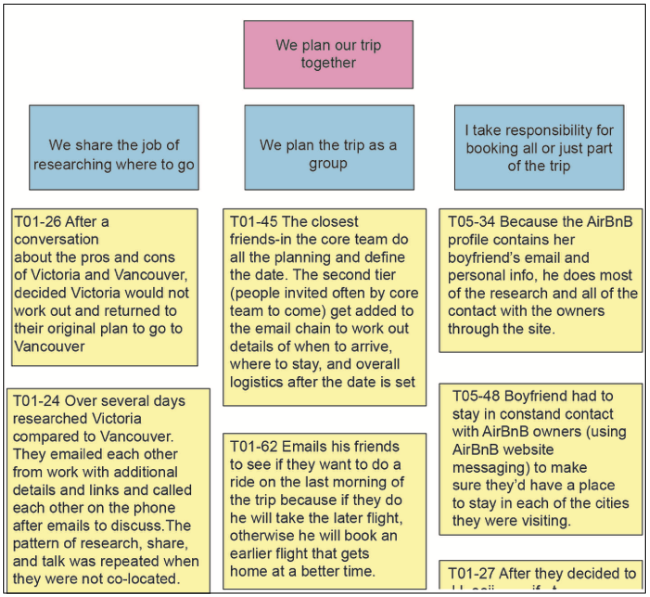 We plan our trip
together
We share the job of
researching where to go
We plan the trip as a
group
I take responsibility for
booking all or just part
of the trip
T01-26 After a
conversation
about the pros and cons
of Victoria and Vancouver,
decided Victoria would not
work out and returned to
their original plan to go to
Vancouver
T01-24 Over several days
researched Victoria
compared to Vancouver.
They emailed each other
from work with additional
details and links and called
each other on the phone
after emails to discuss.The
pattern of research, share,
and talk was repeated when
they were not co-located.
T01-45 The closest
friends-in the core team do
all the planning and define
the date. The second tier
(people invited often by core
team to come) get added to
the email chain to work out
details of when to arrive,
where to stay, and overall
logistics after the date is set
T01-62 Emails his friends
to see if they want to do a
ride on the last morning of
the trip because if they do
he will take the later flight,
otherwise he will book an
earlier flight that gets
home at a better time.
T05-34 Because the AirBnB
profile contains her
boyfriend's email and
personal info, he does most
of the research and all of the
contact with the owners
through the site.
T05-48 Boyfriend had to
stay in constand contact
with AirBnB owners (using
AirBnB website
messaging) to make
sure they'd have a place
to stay in each of the cities
they were visiting.
T01-27 After they decided to